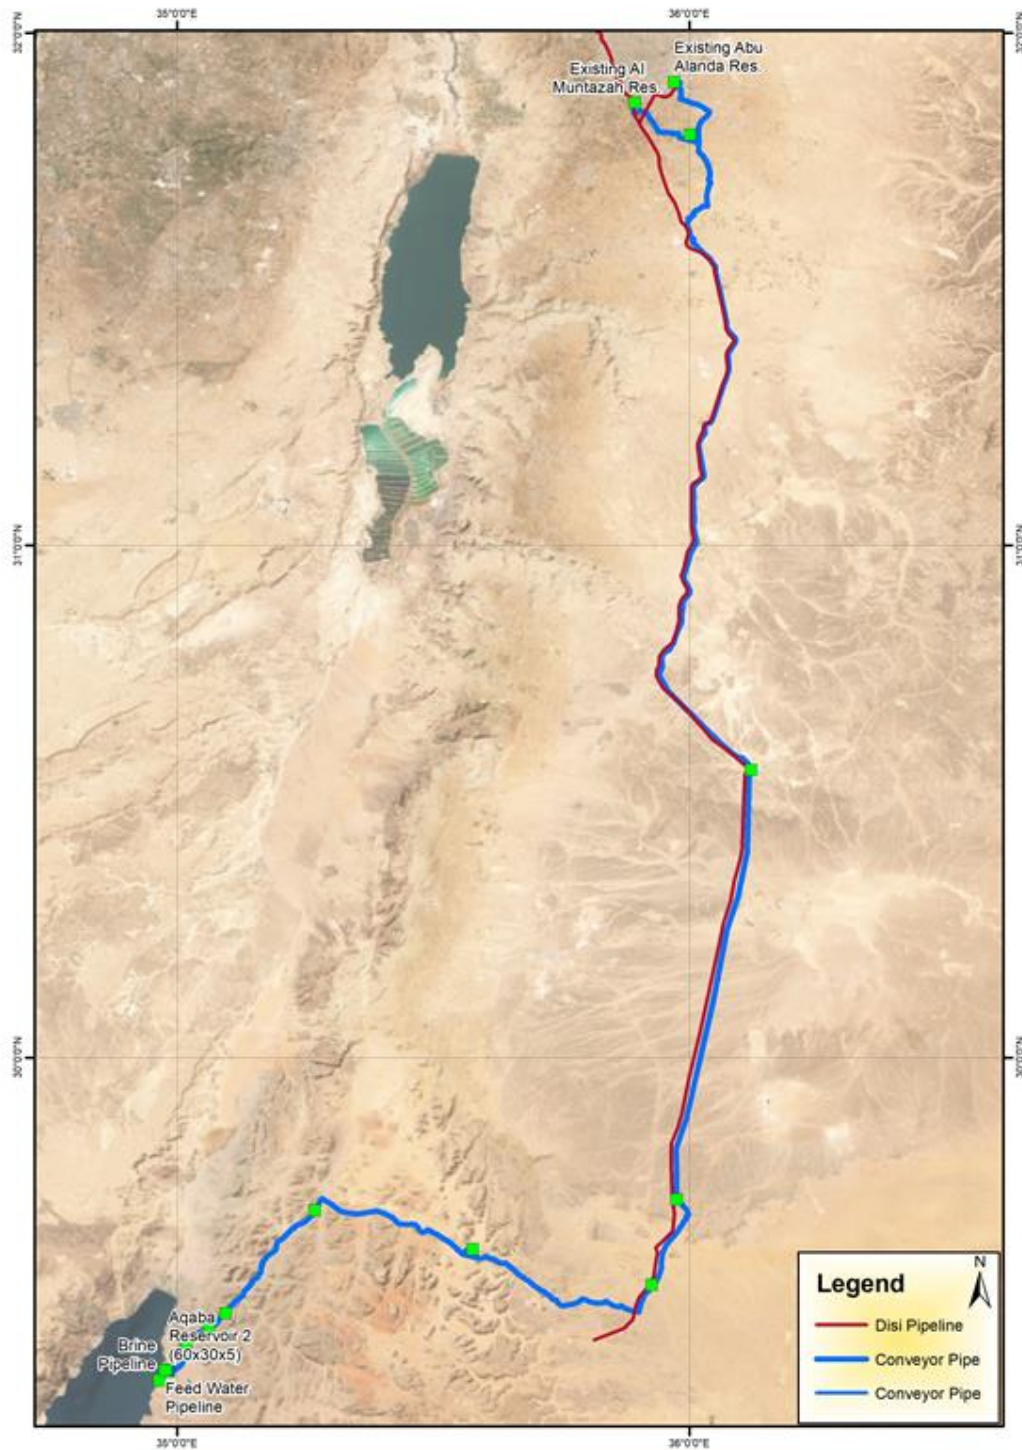 35°0'0"E
36°0'0"E
32°0'0"N
32°0'0"N
Existing Abu
Alanda Res.
Existing Al
Muntazah Res.
31°0'0"N
31°0'0"N
30°0'0"N
30°0'0"N
Aqaba
Reservoir 2
(60x30x5)
Brine
Pipeline
Feed Water
Pipeline
N
Legend
Disi Pipeline
Conveyor Pipe
Conveyor Pipe
35°0'0"E
36°0'0"E